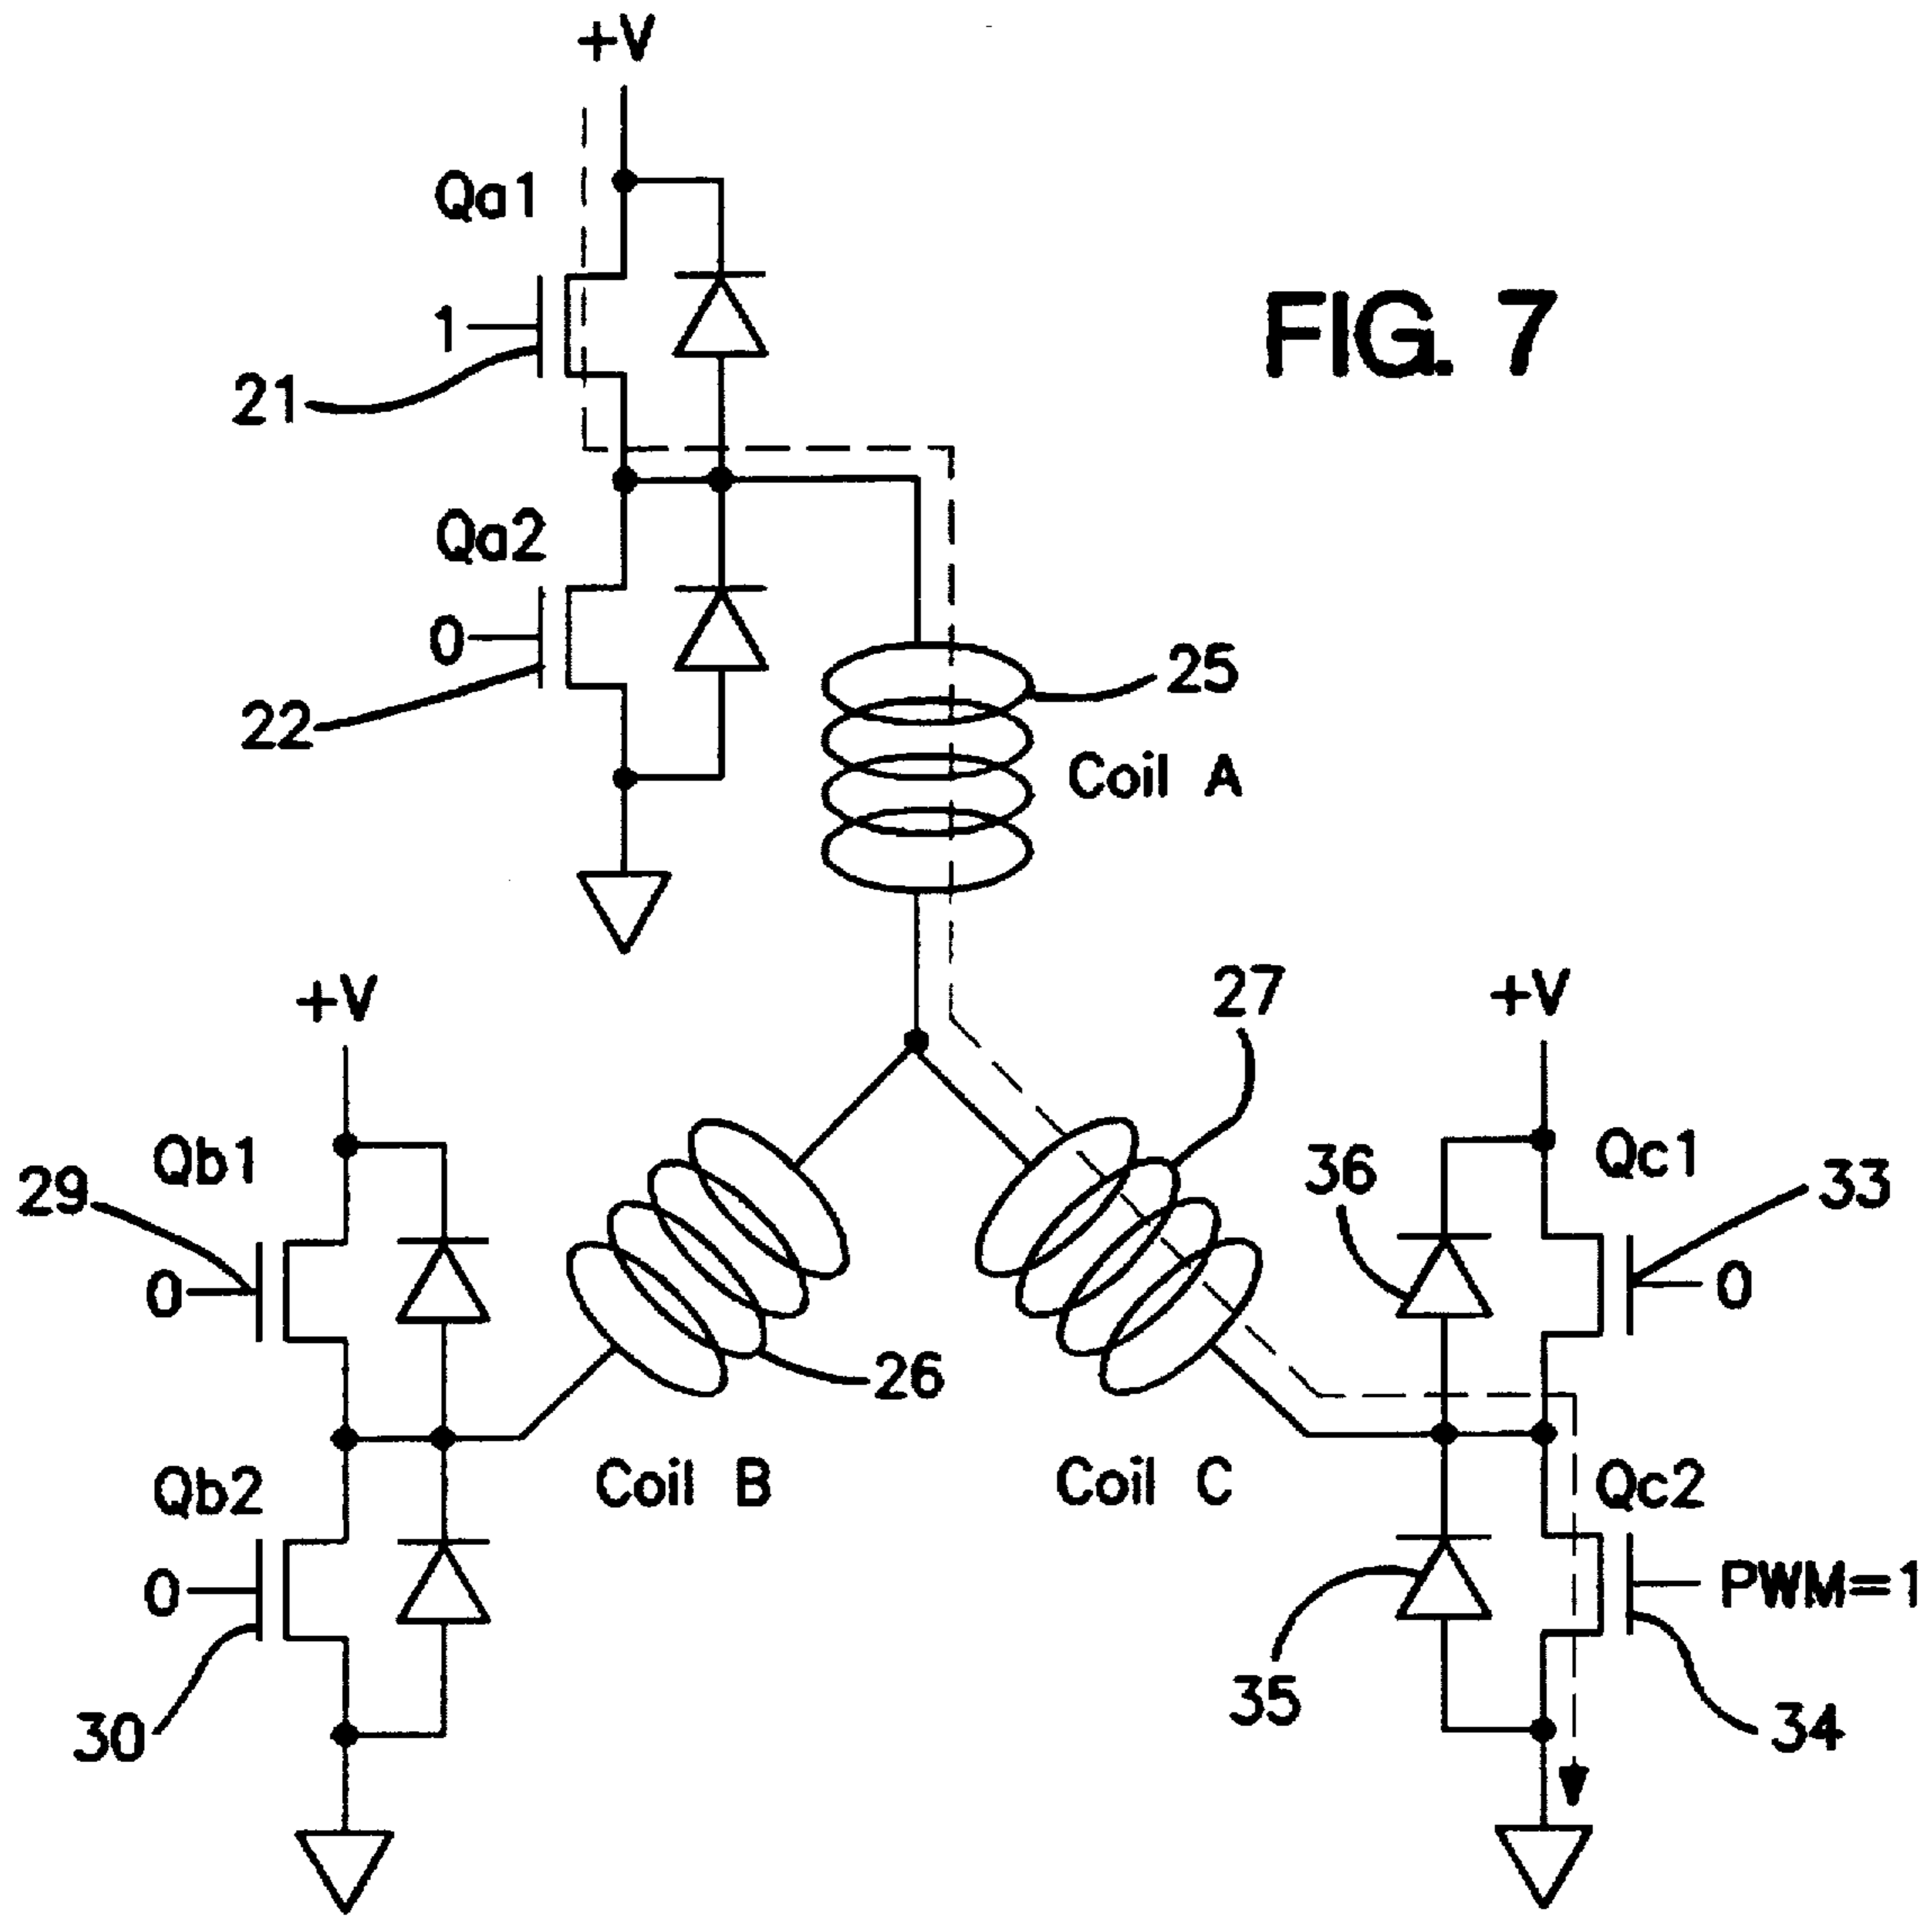 +V
Qa1
FIG. 7
1
21
Qa2
0
25
22
Coil A
+V
27
+V
Qb1
36
Qc1
29
33
0
0
26
Qb2
Coil B
Coil C
Qc2
0
PWM=1
30
35
34